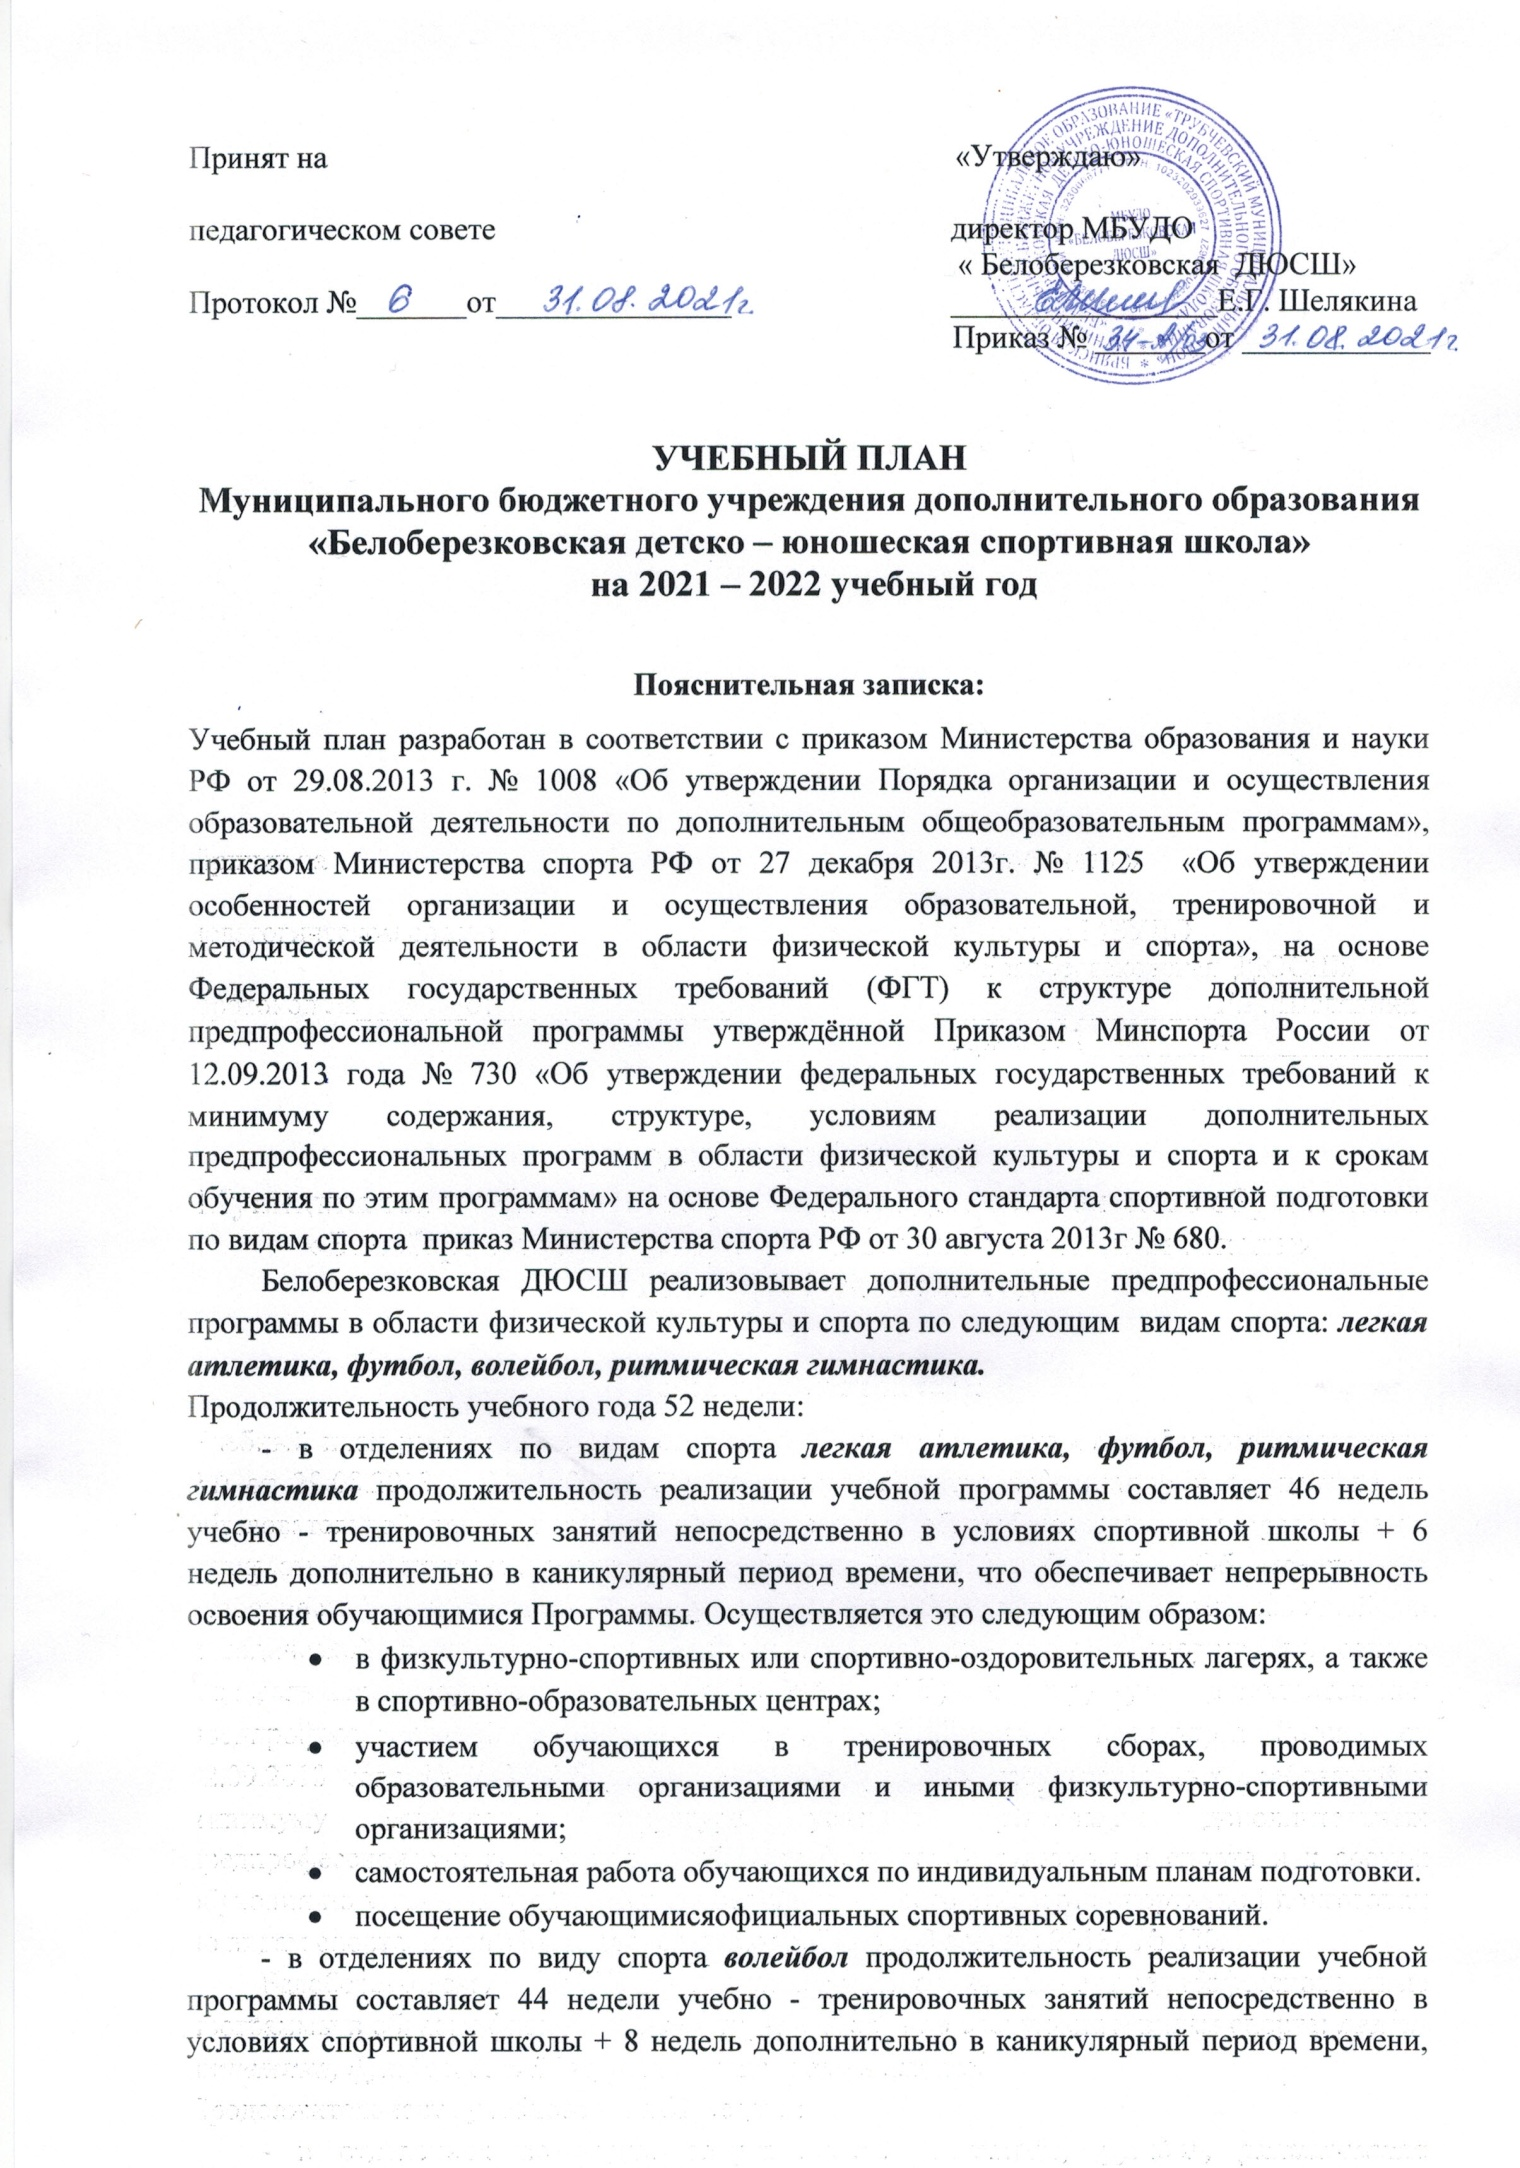 Принят на
педагогическом совете
Протокол № 6 от 31.08.2021г.
«Утверждаю»
директор МБУДО
« Белоберезковская ДЮСШ»
Е.Г. Шелякина
Приказ № от 31.08.2021г.
МБУДО
«БЕЛОБЕРЕЗКОВСКАЯ
ДЮСШ»
УЧЕБНЫЙ ПЛАН
Муниципального бюджетного учреждения дополнительного образования
«Белоберезковская детско – юношеская спортивная школа»
на 2021 – 2022 учебный год
Пояснительная записка:
Учебный план разработан в соответствии с приказом Министерства образования и науки
РФ от 29.08.2013 г. № 1008 «Об утверждении Порядка организации и осуществления
образовательной деятельности по дополнительным общеобразовательным программам»,
приказом Министерства спорта РФ от 27 декабря 2013г. № 1125 «Об утверждении
особенностей организации и осуществления образовательной, тренировочной и
методической деятельности в области физической культуры и спорта», на основе
Федеральных государственных требований (ФГТ) к структуре дополнительной
предпрофессиональной программы утверждённой Приказом Минспорта России от
12.09.2013 года № 730 «Об утверждении федеральных государственных требований к
минимуму содержания, структуре, условиям реализации дополнительных
предпрофессиональных программ в области физической культуры и спорта и к срокам
обучения по этим программам» на основе Федерального стандарта спортивной подготовки
по видам спорта приказ Министерства спорта РФ от 30 августа 2013г № 680.
Белоберезковская ДЮСШ реализовывает дополнительные предпрофессиональные
программы в области физической культуры и спорта по следующим видам спорта: легкая
атлетика, футбол, волейбол, ритмическая гимнастика.
Продолжительность учебного года 52 недели:
- в отделениях по видам спорта легкая атлетика, футбол, ритмическая
гимнастика продолжительность реализации учебной программы составляет 46 недель
учебно - тренировочных занятий непосредственно в условиях спортивной школы + 6
недель дополнительно в каникулярный период времени, что обеспечивает непрерывность
освоения обучающимися Программы. Осуществляется это следующим образом:
• в физкультурно-спортивных или спортивно-оздоровительных лагерях, а также
в спортивно-образовательных центрах;
• участием обучающихся в тренировочных сборах, проводимых
образовательными организациями и иными физкультурно-спортивными
организациями;
• самостоятельная работа обучающихся по индивидуальным планам подготовки.
• посещение обучающимисяофициальных спортивных соревнований.
- в отделениях по виду спорта волейбол продолжительность реализации учебной
программы составляет 44 недели учебно - тренировочных занятий непосредственно в
условиях спортивной школы + 8 недель дополнительно в каникулярный период времени,